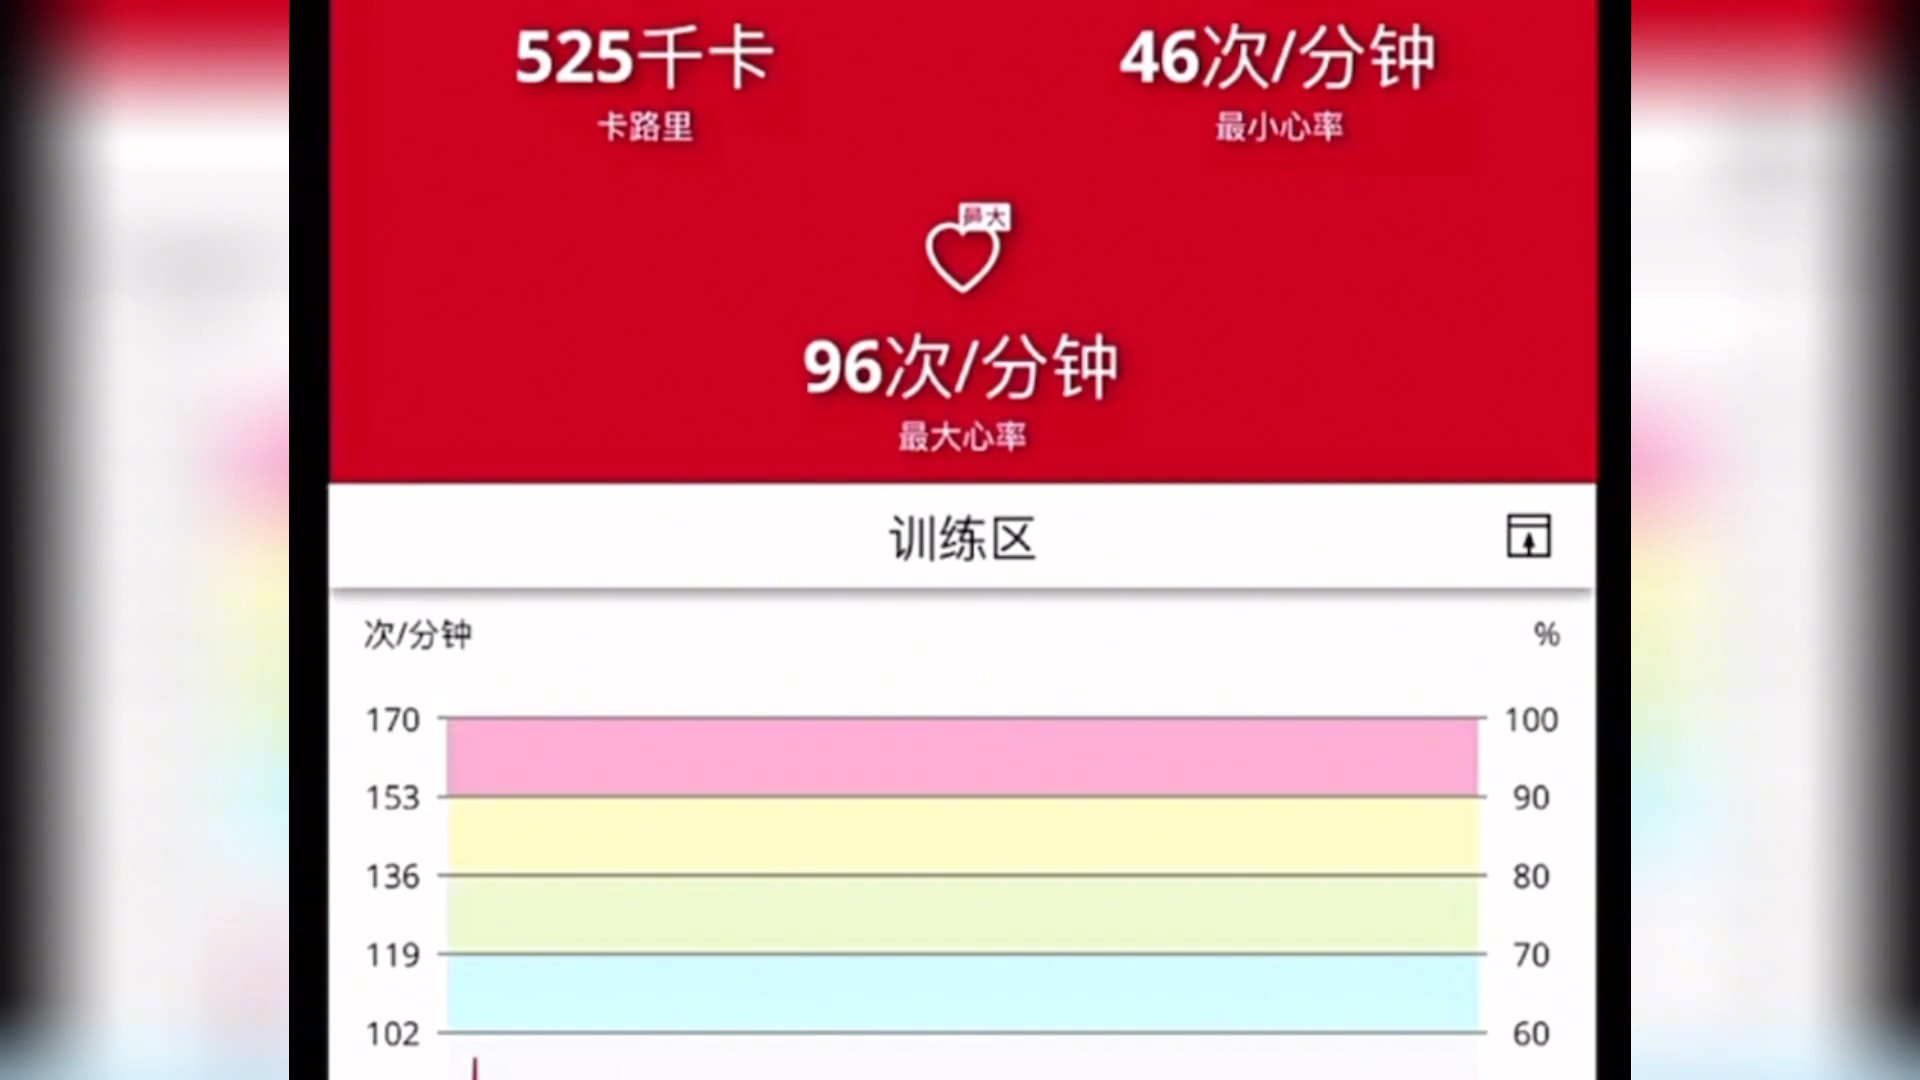 525千卡
卡路里
46次/分钟
最小心率
最大
96次/分钟
最大心率
训练区
次/分钟
%
170
100
153
90
136
80
119
70
102
60